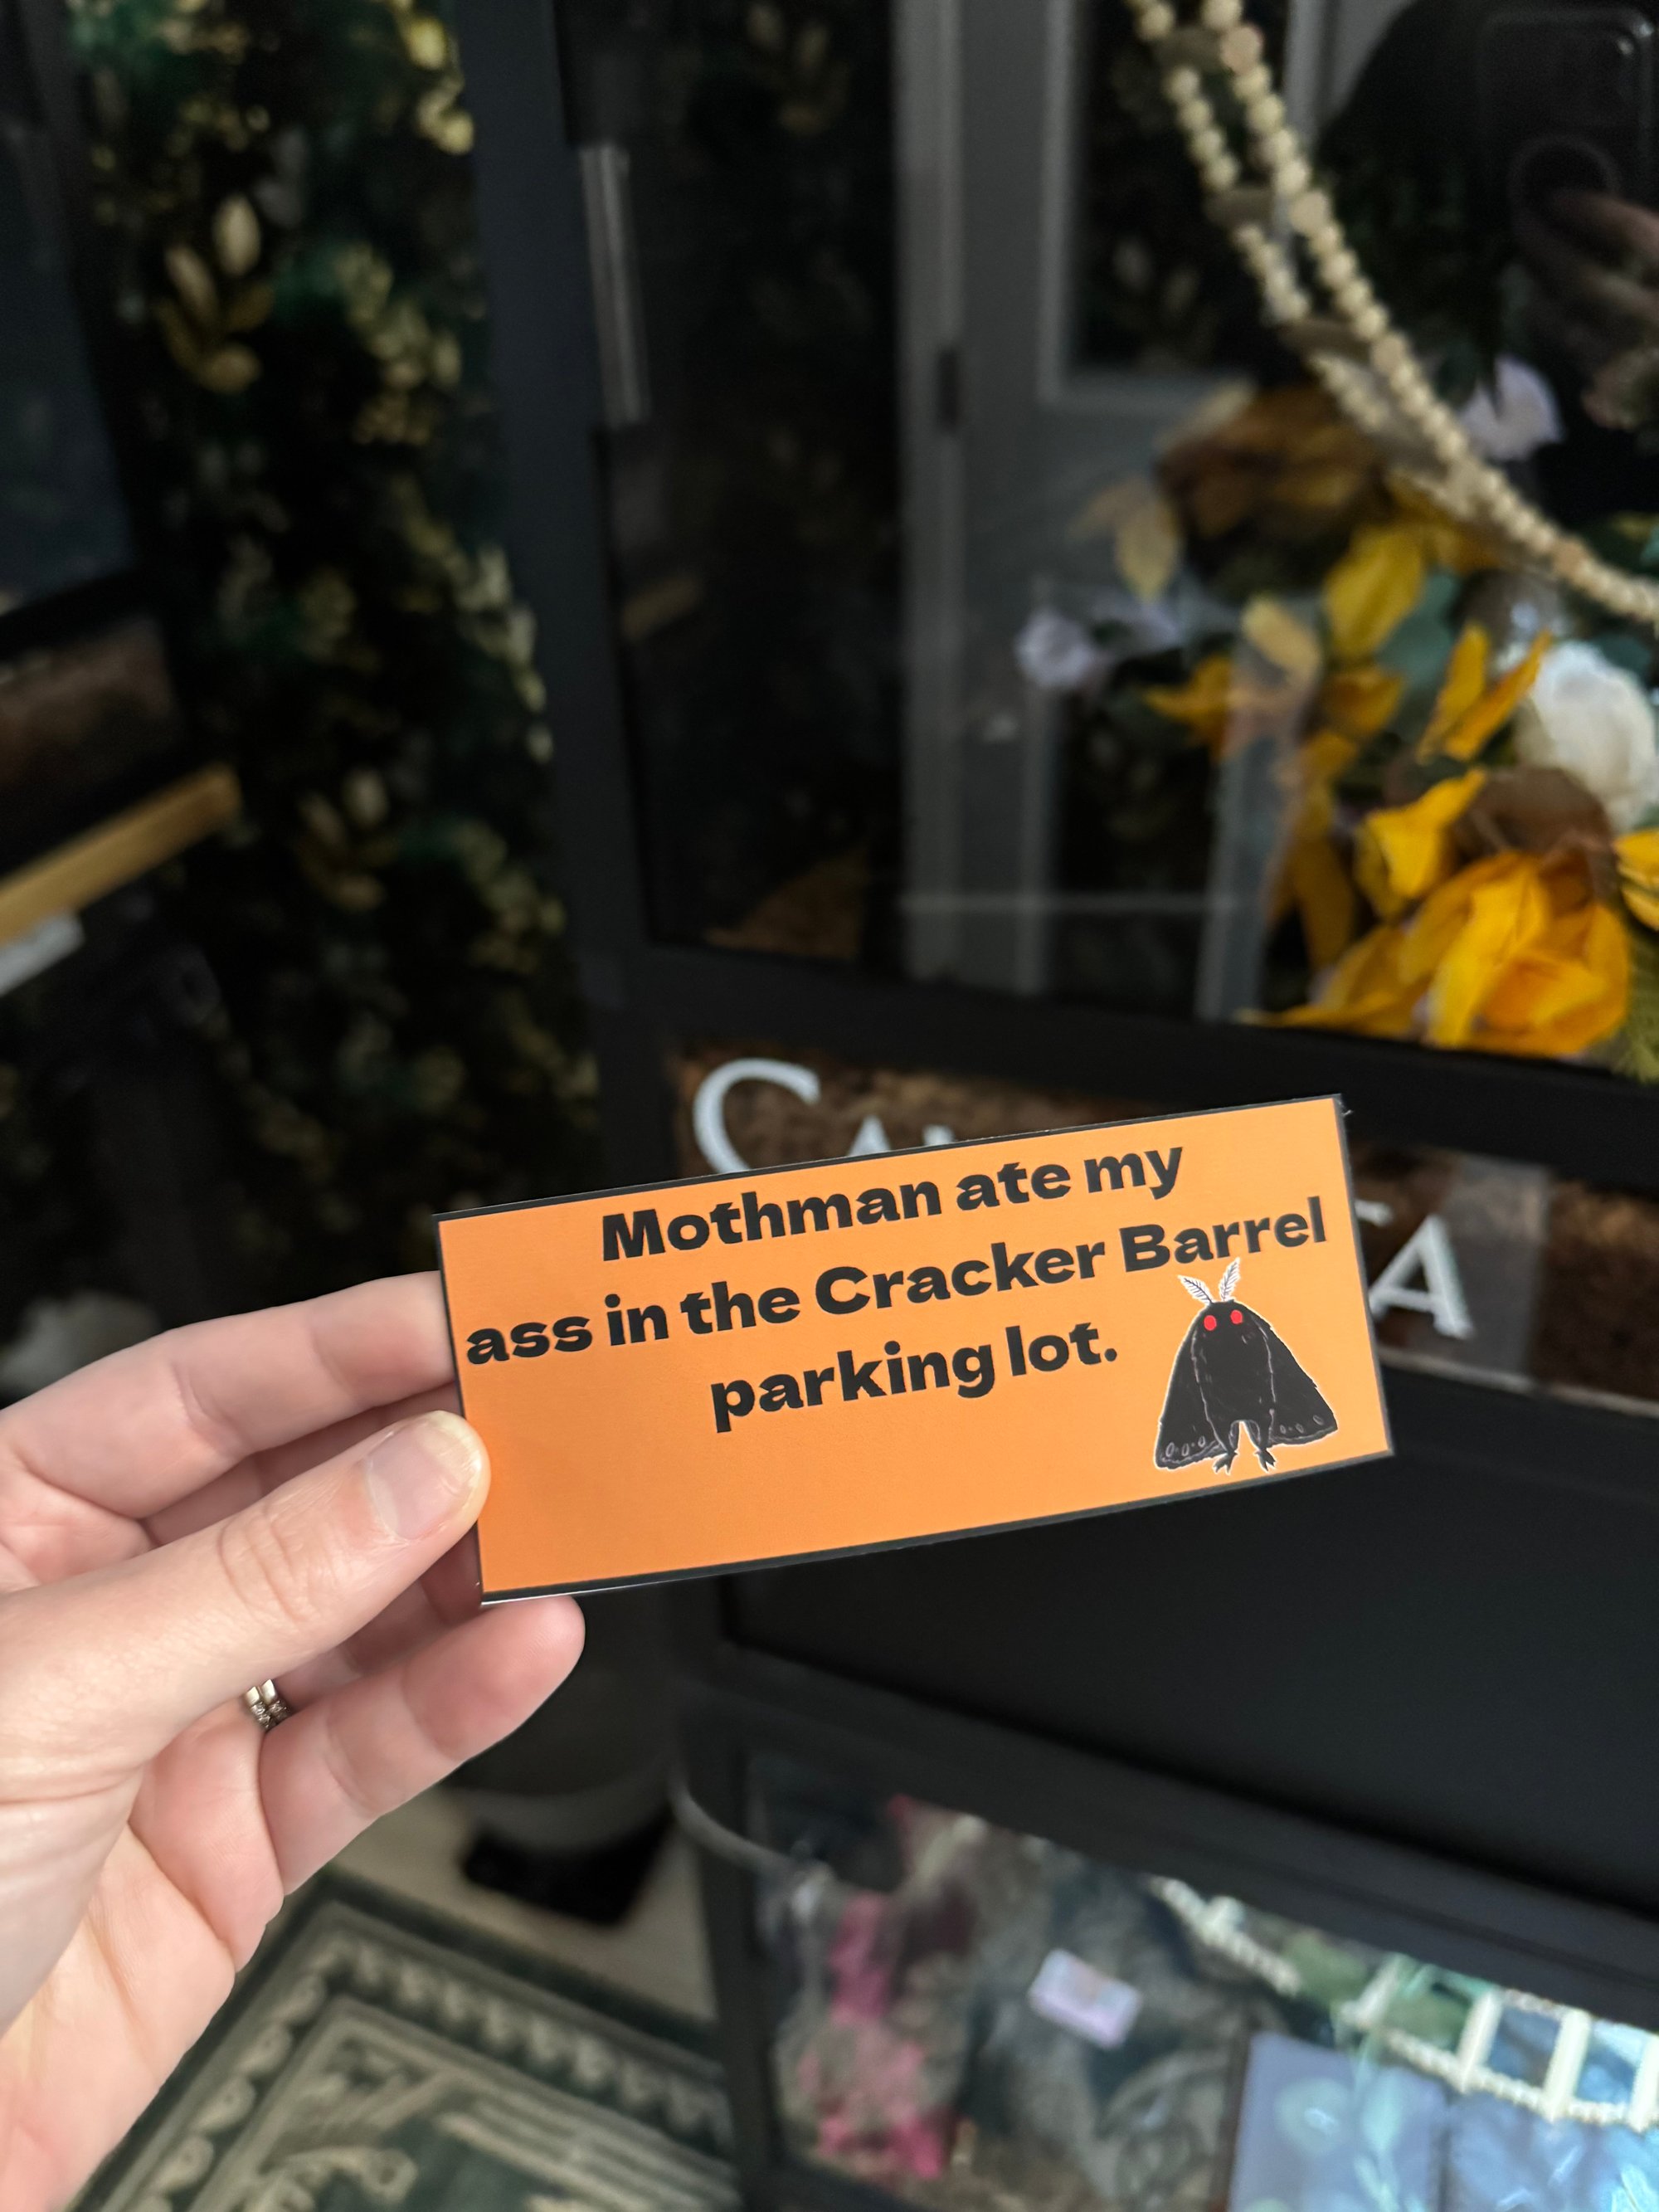 Mothman ate my
ass in the Cracker Barrel
parking lot.